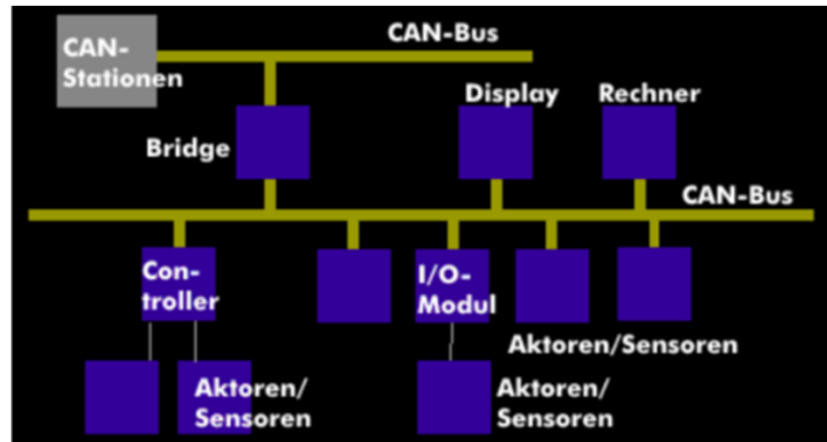 CAN-Bus
CAN-
Stationen
Display
Rechner
Bridge
CAN-Bus
Con-
troller
I/O-
Modul
Aktoren/Sensoren
Aktoren/
Sensoren
Aktoren/
Sensoren